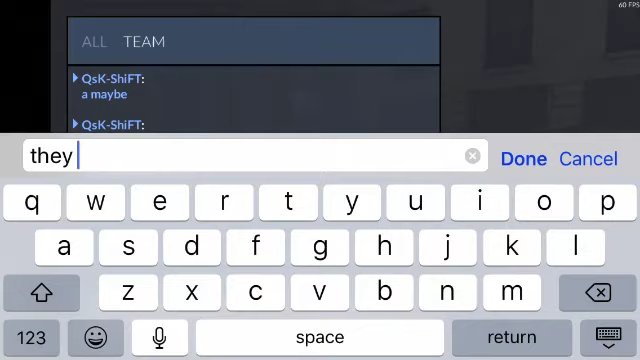 60 FPS
ALL TEAM
QsK-ShiFT:
a maybe
QsK-ShiFT:
they
Done Cancel
q w e r t y u i o p
a s d f g h j k l
z x c v b n m
123 space return